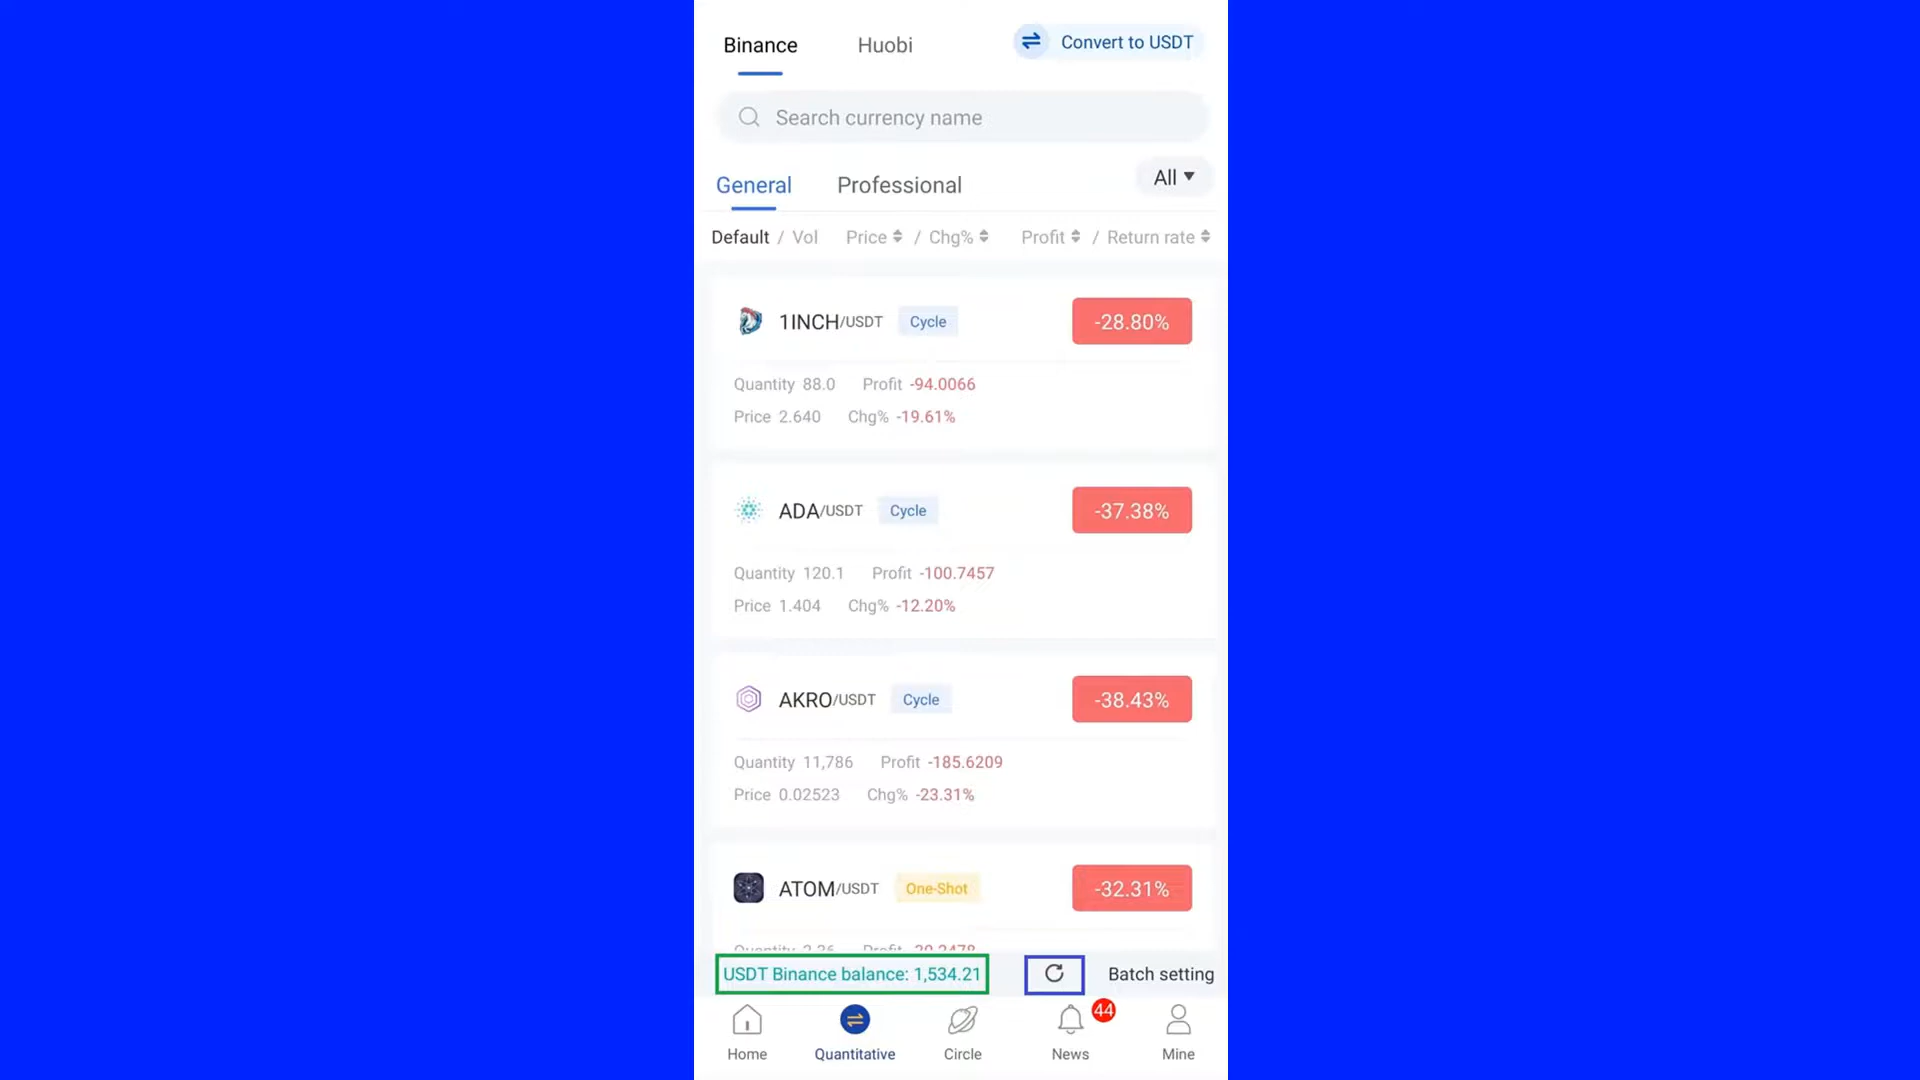 Binance Huobi Convert to USDT
Search currency name
General Professional All
Default / Vol Price / Chg% Profit / Return rate
1INCH/USDT Cycle -28.80%
Quantity 88.0 Profit -94.0066
Price 2.640 Chg% -19.61%
ADA/USDT Cycle -37.38%
Quantity 120.1 Profit -100.7457
Price 1.404 Chg% -12.20%
AKRO/USDT Cycle -38.43%
Quantity 11,786 Profit -185.6209
Price 0.02523 Chg% -23.31%
ATOM/USDT One-Shot -32.31%
Quantity Profit
USDT Binance balance: 1,534.21 Batch setting
44
Home Quantitative Circle News Mine